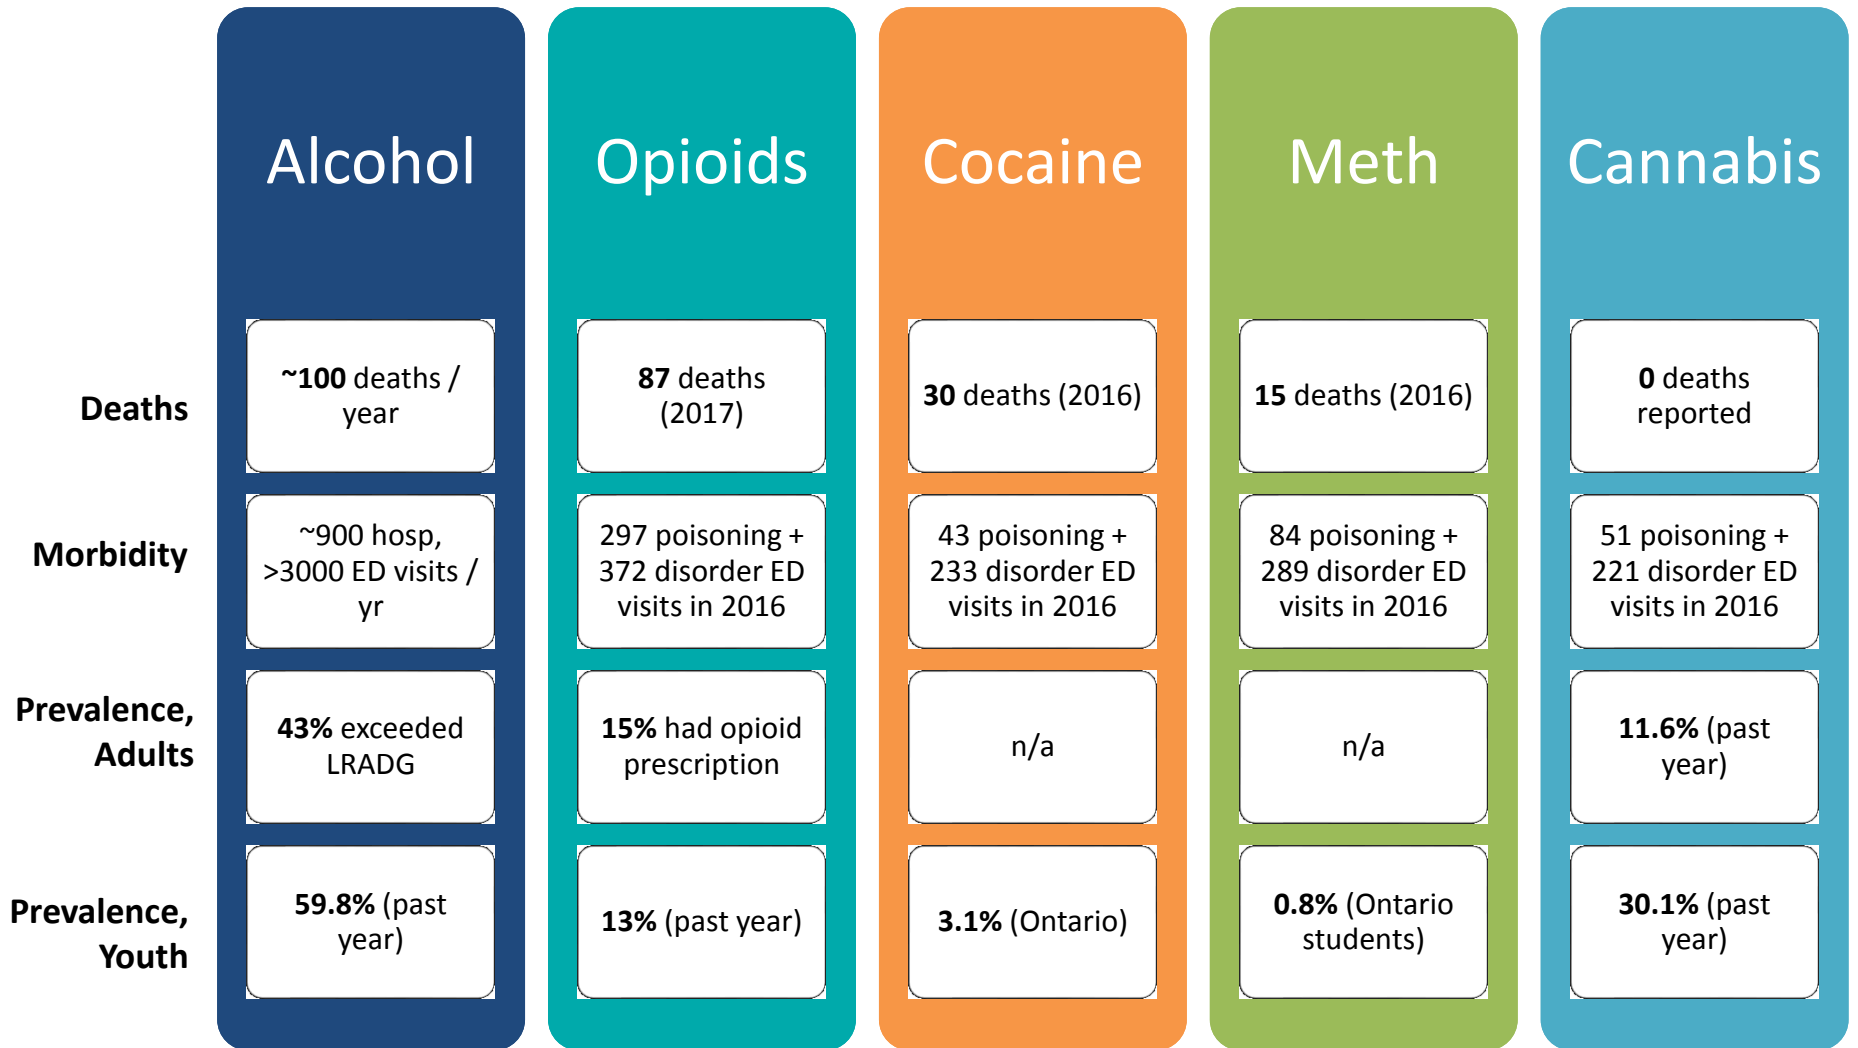 Alcohol
Opioids
Cocaine
Meth
Cannabis
Deaths
~100 deaths /
year
87 deaths
(2017)
30 deaths (2016)
15 deaths (2016)
0 deaths
reported
Morbidity
~900 hosp,
>3000 ED visits /
yr
297 poisoning +
372 disorder ED
visits in 2016
43 poisoning +
233 disorder ED
visits in 2016
84 poisoning +
289 disorder ED
visits in 2016
51 poisoning +
221 disorder ED
visits in 2016
Prevalence,
Adults
43% exceeded
LRADG
15% had opioid
prescription
n/a
n/a
11.6% (past
year)
Prevalence,
Youth
59.8% (past
year)
13% (past year)
3.1% (Ontario)
0.8% (Ontario
students)
30.1% (past
year)